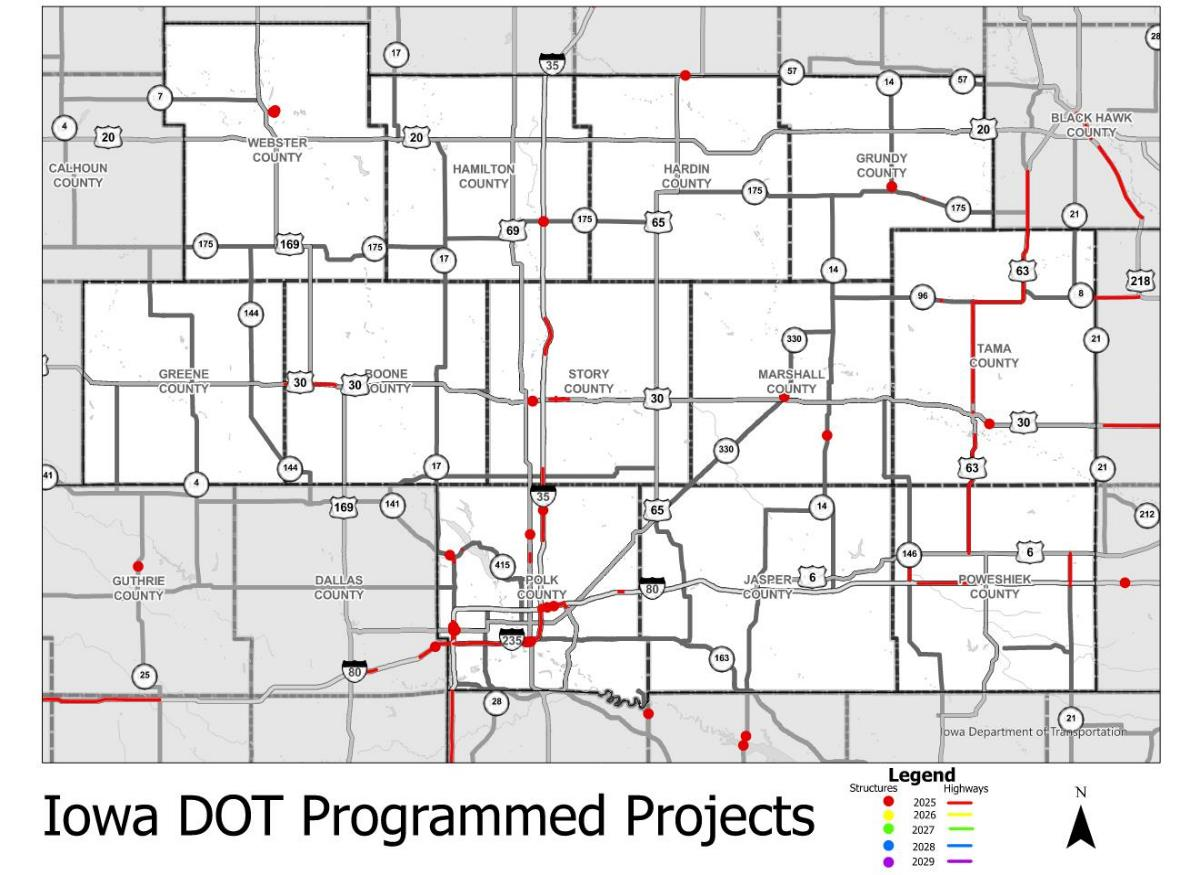 17
35
28
57
14
57
7
4
20
20
20
BLACK HAWK
COUNTY
WEBSTER
COUNTY
CALHOUN
COUNTY
HAMILTON
COUNTY
HARDIN
COUNTY
GRUNDY
COUNTY
175
175
21
175
65
69
175
169
175
17
14
63
218
96
8
144
330
21
TAMA
COUNTY
GREENE
COUNTY
30
30
BOONE
COUNTY
STORY
COUNTY
MARSHALL
COUNTY
30
30
330
144
17
63
21
41
4
35
169
141
65
14
212
415
146
6
GUTHRIE
COUNTY
DALLAS
COUNTY
POLK
COUNTY
80
JASPER
COUNTY
6
POWESHIEK
COUNTY
235
163
80
25
28
21
Iowa Department of Transportation
Iowa DOT Programmed Projects
Legend
Structures Highways
2025
2026
2027
2028
2029
N